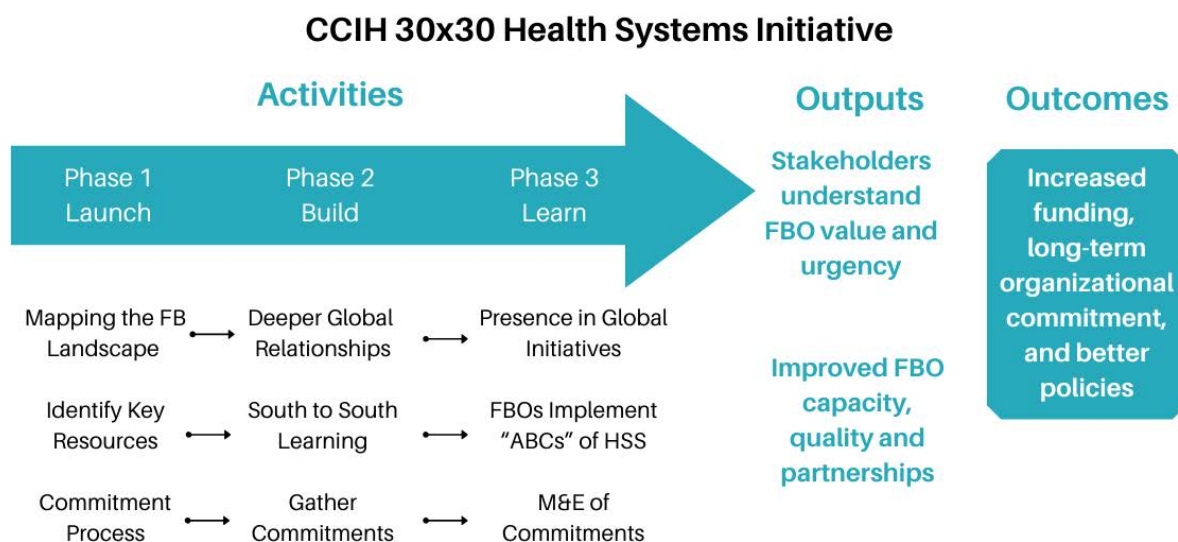 CCIH 30x30 Health Systems Initiative
Activities
Outputs
Outcomes
Phase 1
Launch
Phase 2
Build
Phase 3
Learn
Stakeholders
understand
FBO value and
urgency
Increased
funding,
long-term
organizational
commitment,
and better
policies
Mapping the FB
Landscape
Deeper Global
Relationships
Presence in Global
Initiatives
Improved FBO
capacity,
quality and
partnerships
Identify Key
Resources
South to South
Learning
FBOs Implement
“ABCs” of HSS
Commitment
Process
Gather
Commitments
M&E of
Commitments